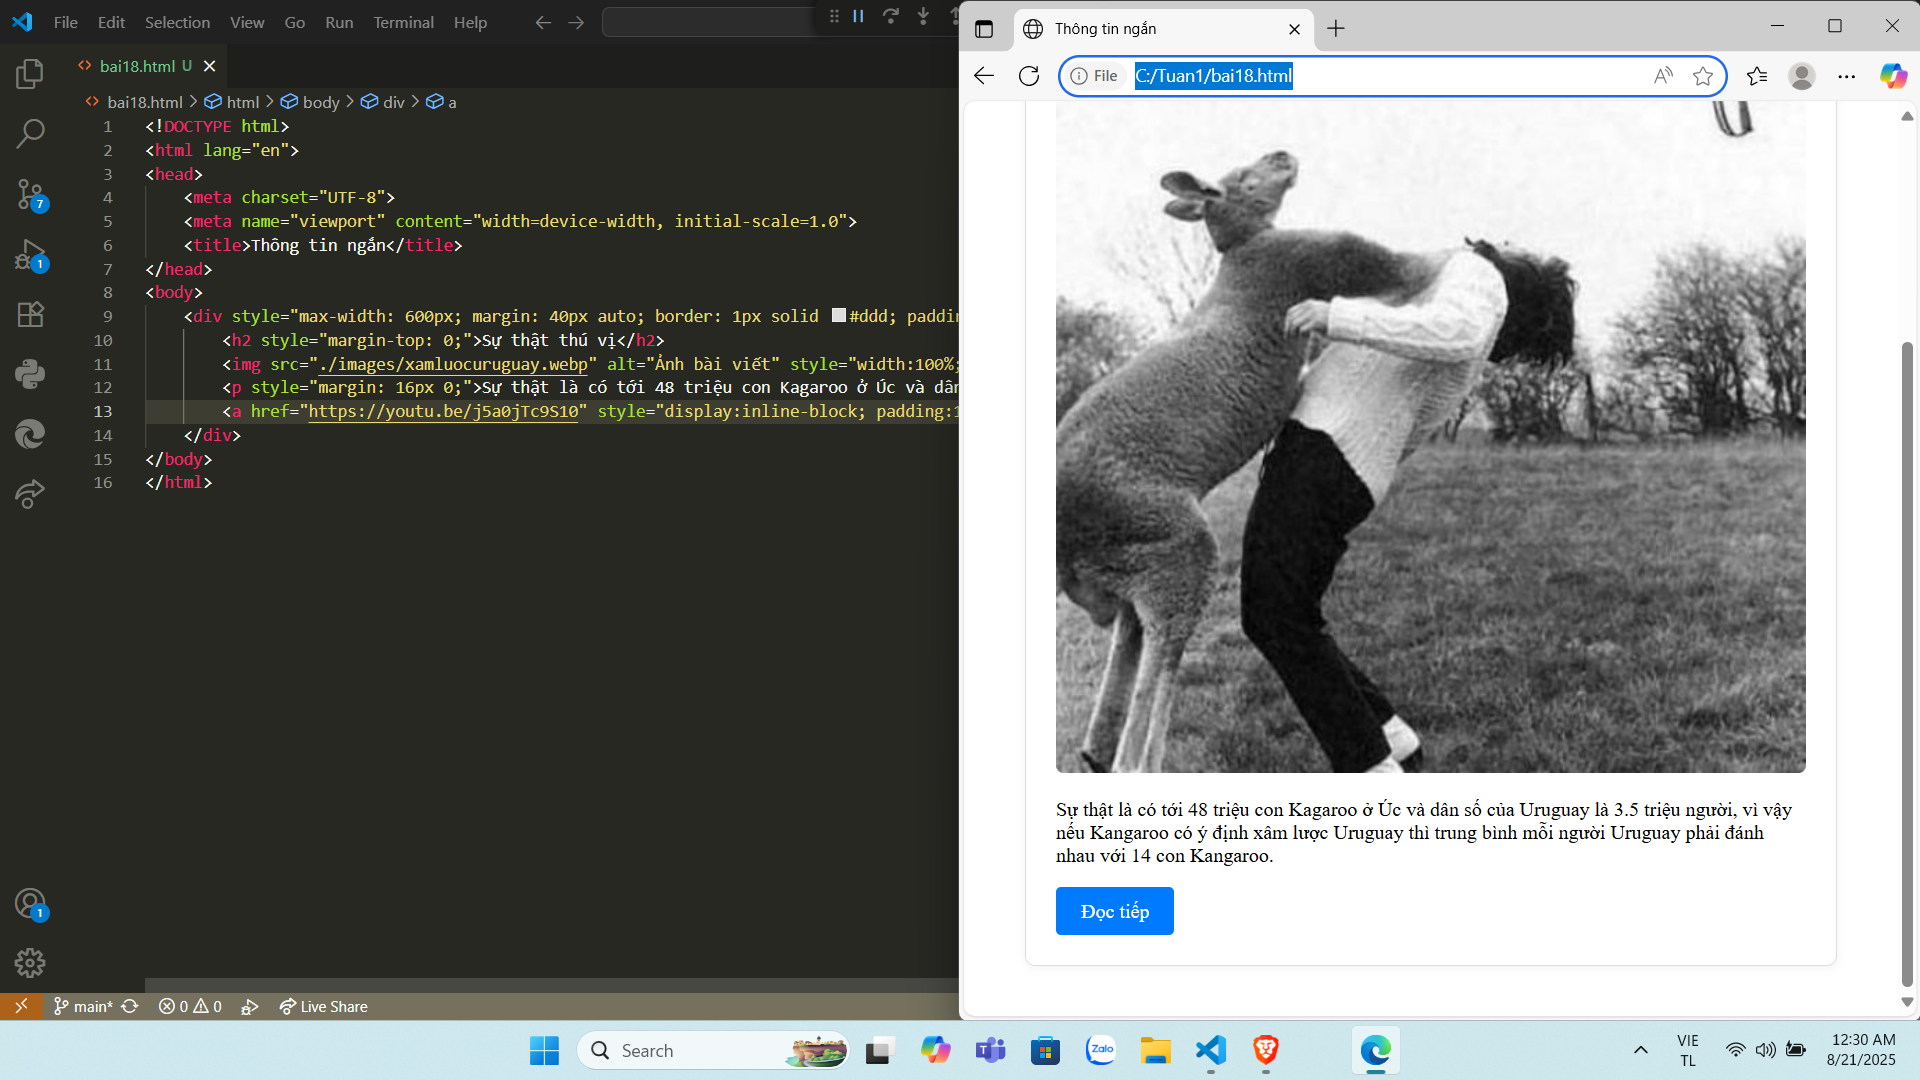 File Edit Selection View Go Run Terminal Help
bai18.html U
bai18.html > html > body > div > a
1 <!DOCTYPE html>
2 <html lang="en">
3 <head>
4 <meta charset="UTF-8">
5 <meta name="viewport" content="width=device-width, initial-scale=1.0">
6 <title>Thông tin ngắn</title>
7 </head>
8 <body>
9 <div style="max-width: 600px; margin: 40px auto; border: 1px solid #ddd; paddin
10 <h2 style="margin-top: 0;">Sự thật thú vị</h2>
11 <img src="./images/xamluocuruguay.webp" alt="Ảnh bài viết" style="width:100%;
12 <p style="margin: 16px 0;">Sự thật là có tới 48 triệu con Kagaroo ở Úc và dân
13 <a href="https://youtu.be/j5a0jTc9S10" style="display:inline-block; padding:1
14 </div>
15 </body>
16 </html>
7
1
1
main* 0 0 Live Share
Thông tin ngắn
File C:/Tuan1/bai18.html
Sự thật là có tới 48 triệu con Kagaroo ở Úc và dân số của Uruguay là 3.5 triệu người, vì vậy
nếu Kangaroo có ý định xâm lược Uruguay thì trung bình mỗi người Uruguay phải đánh
nhau với 14 con Kangaroo.
Đọc tiếp
Search
Zalo
VIE
TL
12:30 AM
8/21/2025